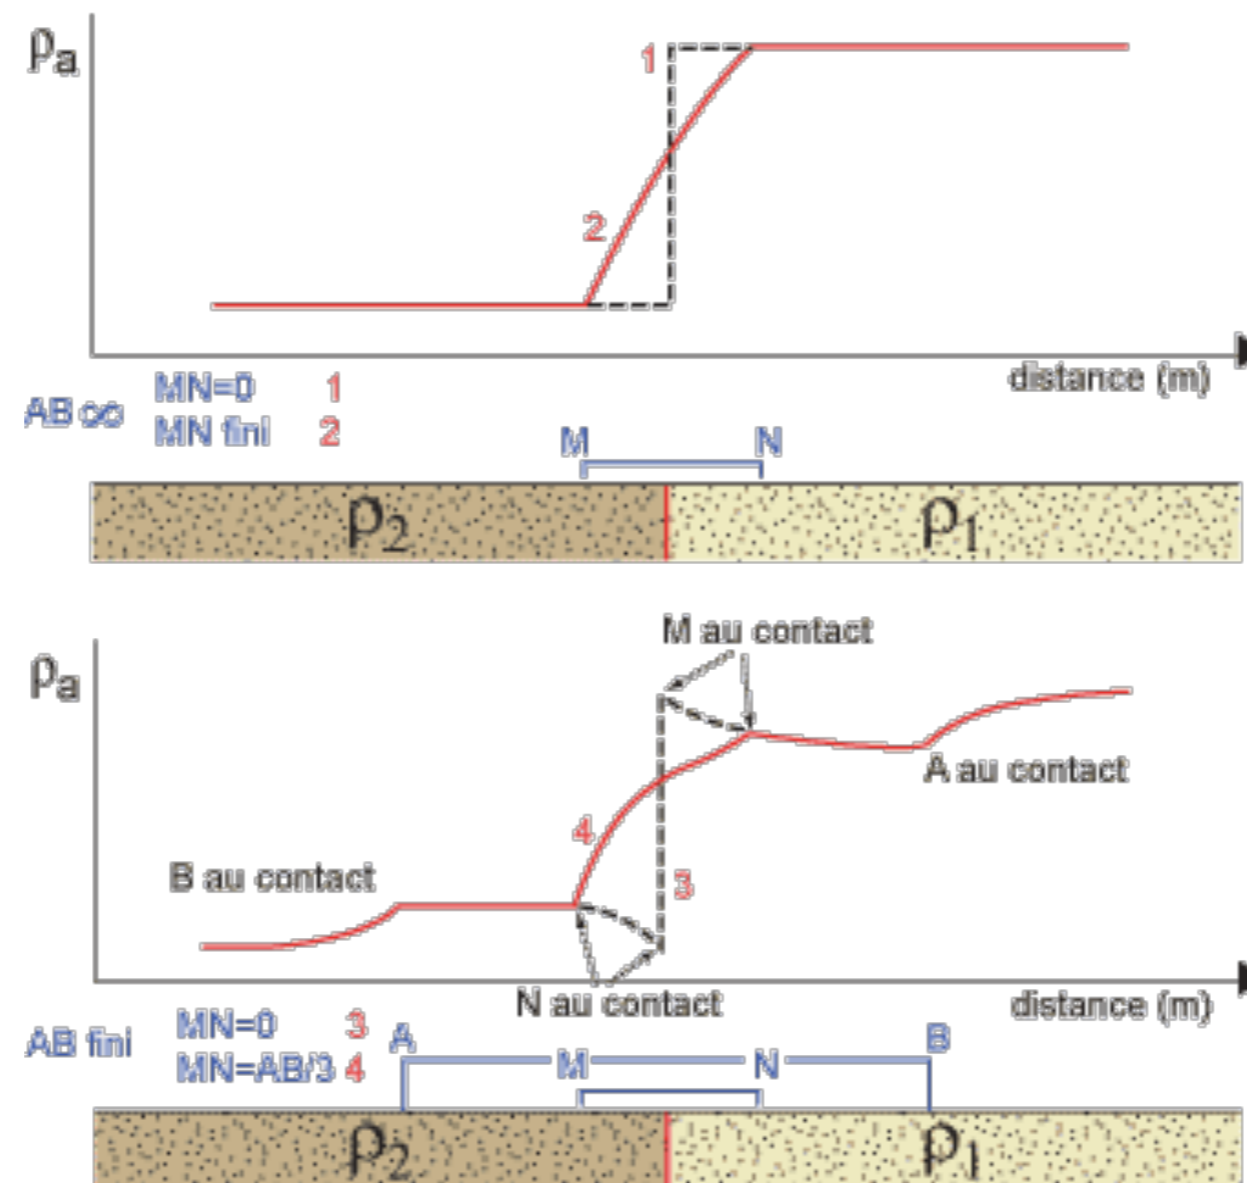 ρa
1
2
distance (m)
AB ∞
MN=0 1
MN fini 2
M N
ρ2 ρ1
M au contact
ρa
A au contact
4
B au contact
3
N au contact
distance (m)
AB fini
MN=0 3
MN=AB/3 4
A B
M N
ρ2 ρ1